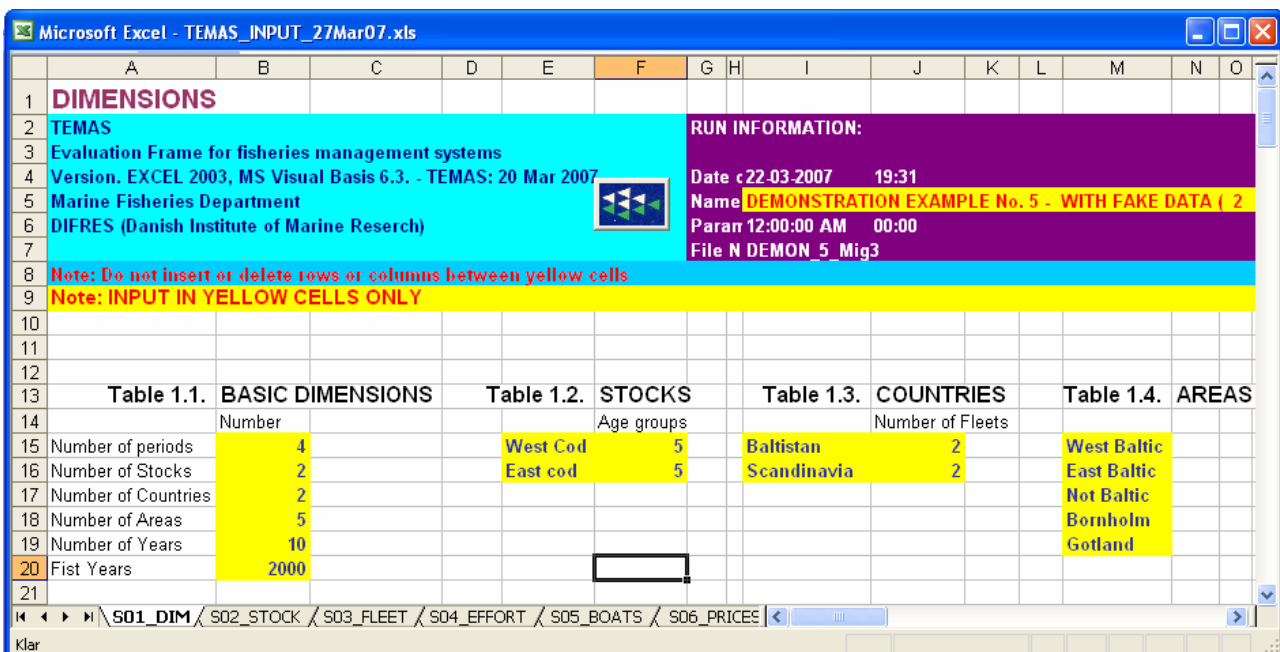 Microsoft Excel - TEMAS_INPUT_27Mar07.xls
A B C D E F G H I J K L M N O
1 DIMENSIONS
2 TEMAS RUN INFORMATION:
3 Evaluation Frame for fisheries management systems
4 Version. EXCEL 2003, MS Visual Basis 6.3. - TEMAS: 20 Mar 2007 Date c 22-03-2007 19:31
5 Marine Fisheries Department Name DEMONSTRATION EXAMPLE No. 5 - WITH FAKE DATA ( 2
6 DIFRES (Danish Institute of Marine Reserch) Param 12:00:00 AM 00:00
7 File N DEMON_5_Mig3
8 Note: Do not insert or delete rows or columns between yellow cells
9 Note: INPUT IN YELLOW CELLS ONLY
10
11
12
13 Table 1.1. BASIC DIMENSIONS Table 1.2. STOCKS Table 1.3. COUNTRIES Table 1.4. AREAS
14 Number Age groups Number of Fleets
15 Number of periods 4 West Cod 5 Baltistan 2 West Baltic
16 Number of Stocks 2 East cod 5 Scandinavia 2 East Baltic
17 Number of Countries 2 Not Baltic
18 Number of Areas 5 Bornholm
19 Number of Years 10 Gotland
20 Fist Years 2000
21
S01_DIM / S02_STOCK / S03_FLEET / S04_EFFORT / S05_BOATS / S06_PRICES
Klar